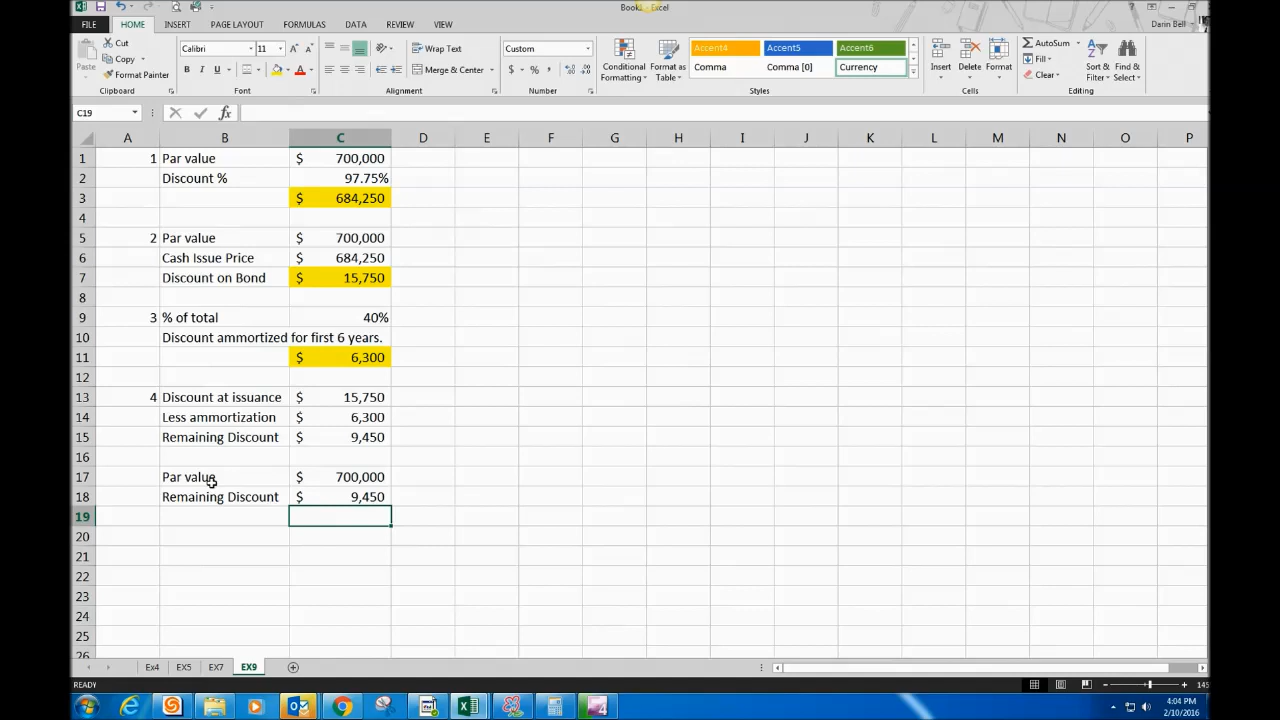 Book1 - Excel
FILE HOME INSERT PAGE LAYOUT FORMULAS DATA REVIEW VIEW Darin Bell
Cut
Copy
Format Painter
Paste
Clipboard
Calibri 11
B I U
Font
Wrap Text
Merge & Center
Alignment
Custom
$ % ,
Number
Conditional Formatting
Format as Table
Accent4 Accent5 Accent6
Comma Comma [0] Currency
Styles
Insert Delete Format
Cells
AutoSum
Fill
Clear
Sort & Filter
Find & Select
Editing
C19 fx
A B C D E F G H I J K L M N O P
1 1 Par value $ 700,000
2 Discount % 97.75%
3 $ 684,250
4
5 2 Par value $ 700,000
6 Cash Issue Price $ 684,250
7 Discount on Bond $ 15,750
8
9 3 % of total 40%
10 Discount ammortized for first 6 years.
11 $ 6,300
12
13 4 Discount at issuance $ 15,750
14 Less ammortization $ 6,300
15 Remaining Discount $ 9,450
16
17 Par value $ 700,000
18 Remaining Discount $ 9,450
19
20
21
22
23
24
25
26
Ex4 EX5 EX7 EX9
READY 145
4:04 PM
2/10/2016